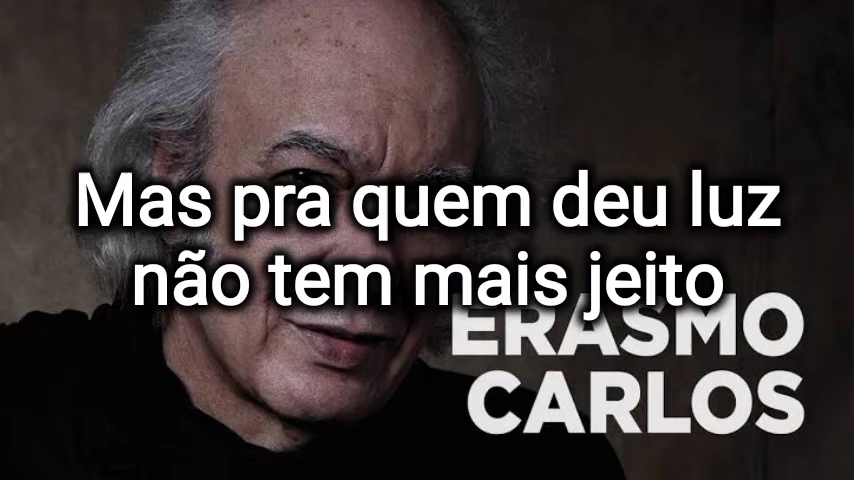 Mas pra quem deu luz
não tem mais jeito
ERASMO
CARLOS